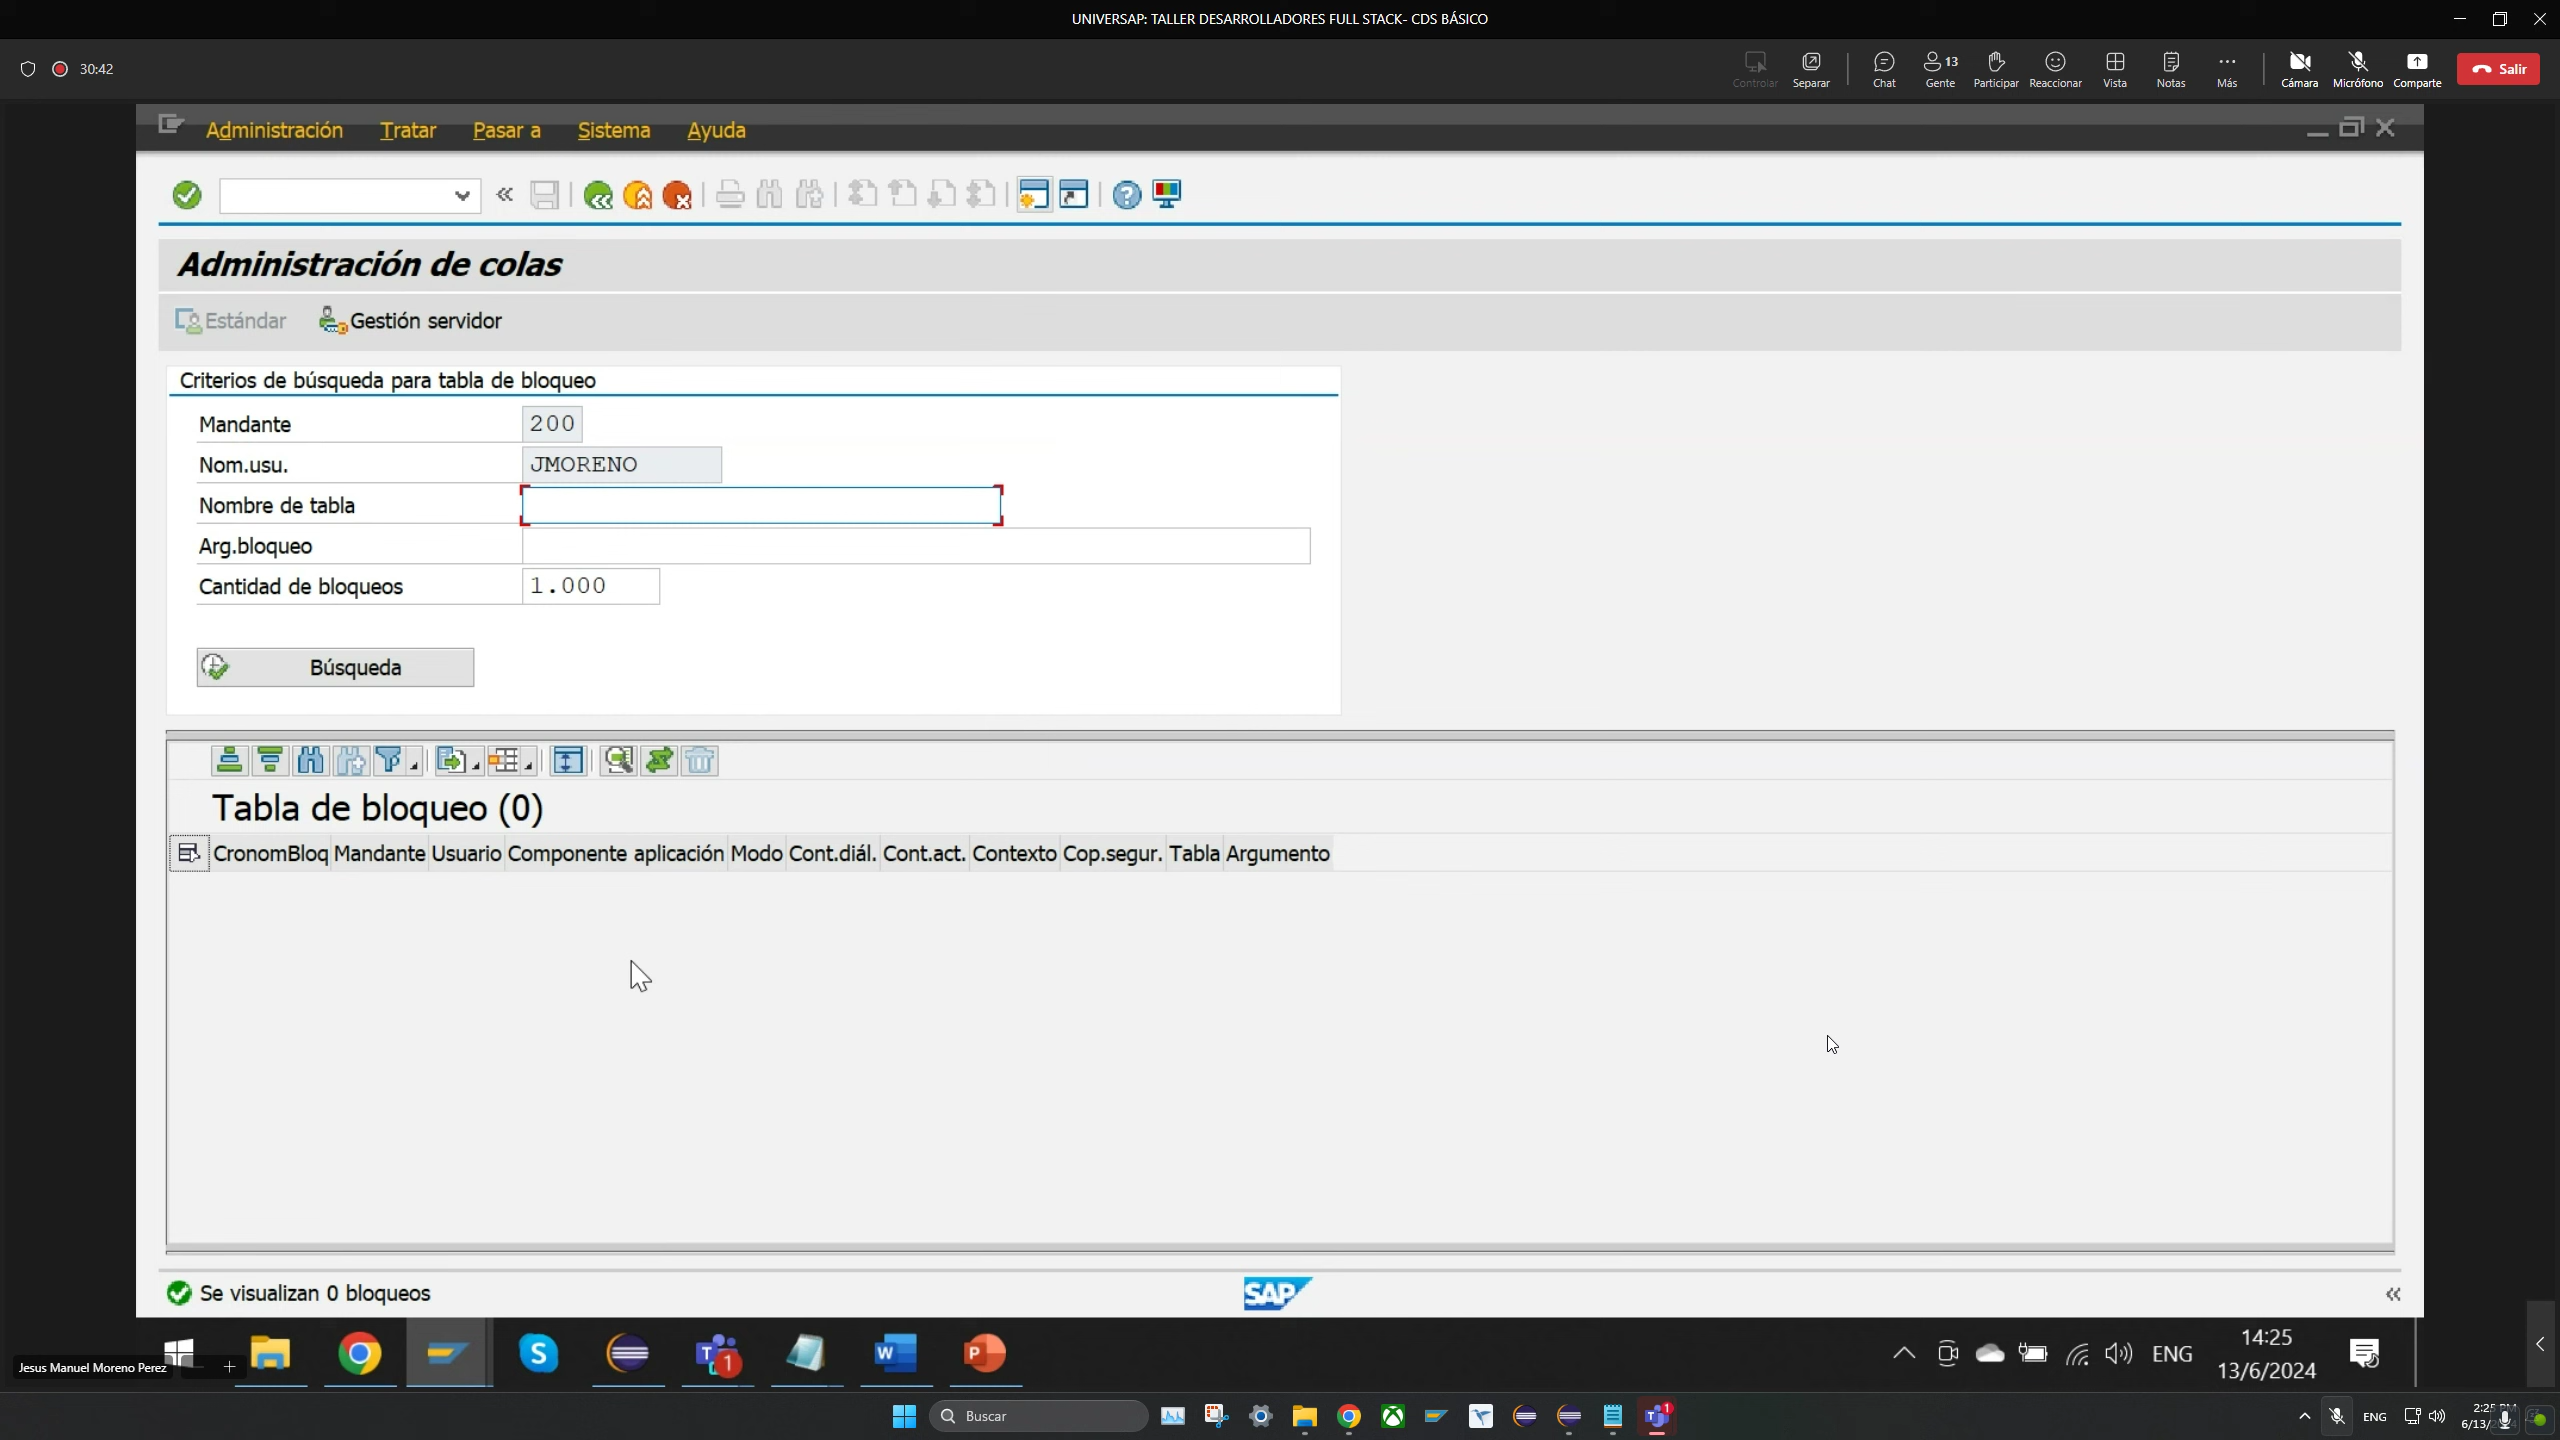 UNIVERSAP: TALLER DESARROLLADORES FULL STACK- CDS BÁSICO
30:42
Controlar
Separar
Chat
13
Gente
Participar
Reaccionar
Vista
Notas
Más
Cámara
Micrófono
Comparte
Salir
Administración Tratar Pasar a Sistema Ayuda
Administración de colas
Estándar Gestión servidor
Criterios de búsqueda para tabla de bloqueo
Mandante 200
Nom.usu. JMORENO
Nombre de tabla
Arg.bloqueo
Cantidad de bloqueos 1.000
Búsqueda
Tabla de bloqueo (0)
CronomBloq Mandante Usuario Componente aplicación Modo Cont.diál. Cont.act. Contexto Cop.segur. Tabla Argumento
Se visualizan 0 bloqueos
SAP
Jesus Manuel Moreno Perez
1
ENG
14:25
13/6/2024
Buscar
1
ENG